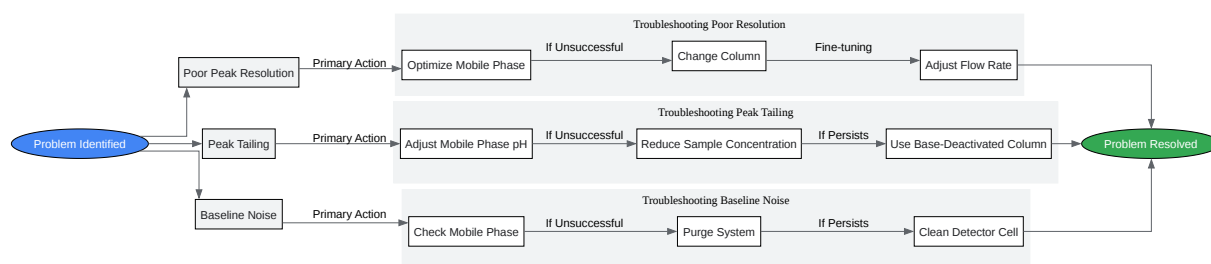 Troubleshooting Poor Resolution
Poor Peak Resolution
Primary Action
Optimize Mobile Phase
If Unsuccessful
Change Column
Fine-tuning
Adjust Flow Rate
Troubleshooting Peak Tailing
Problem Identified
Peak Tailing
Primary Action
Adjust Mobile Phase pH
If Unsuccessful
Reduce Sample Concentration
If Persists
Use Base-Deactivated Column
Problem Resolved
Troubleshooting Baseline Noise
Baseline Noise
Primary Action
Check Mobile Phase
If Unsuccessful
Purge System
If Persists
Clean Detector Cell